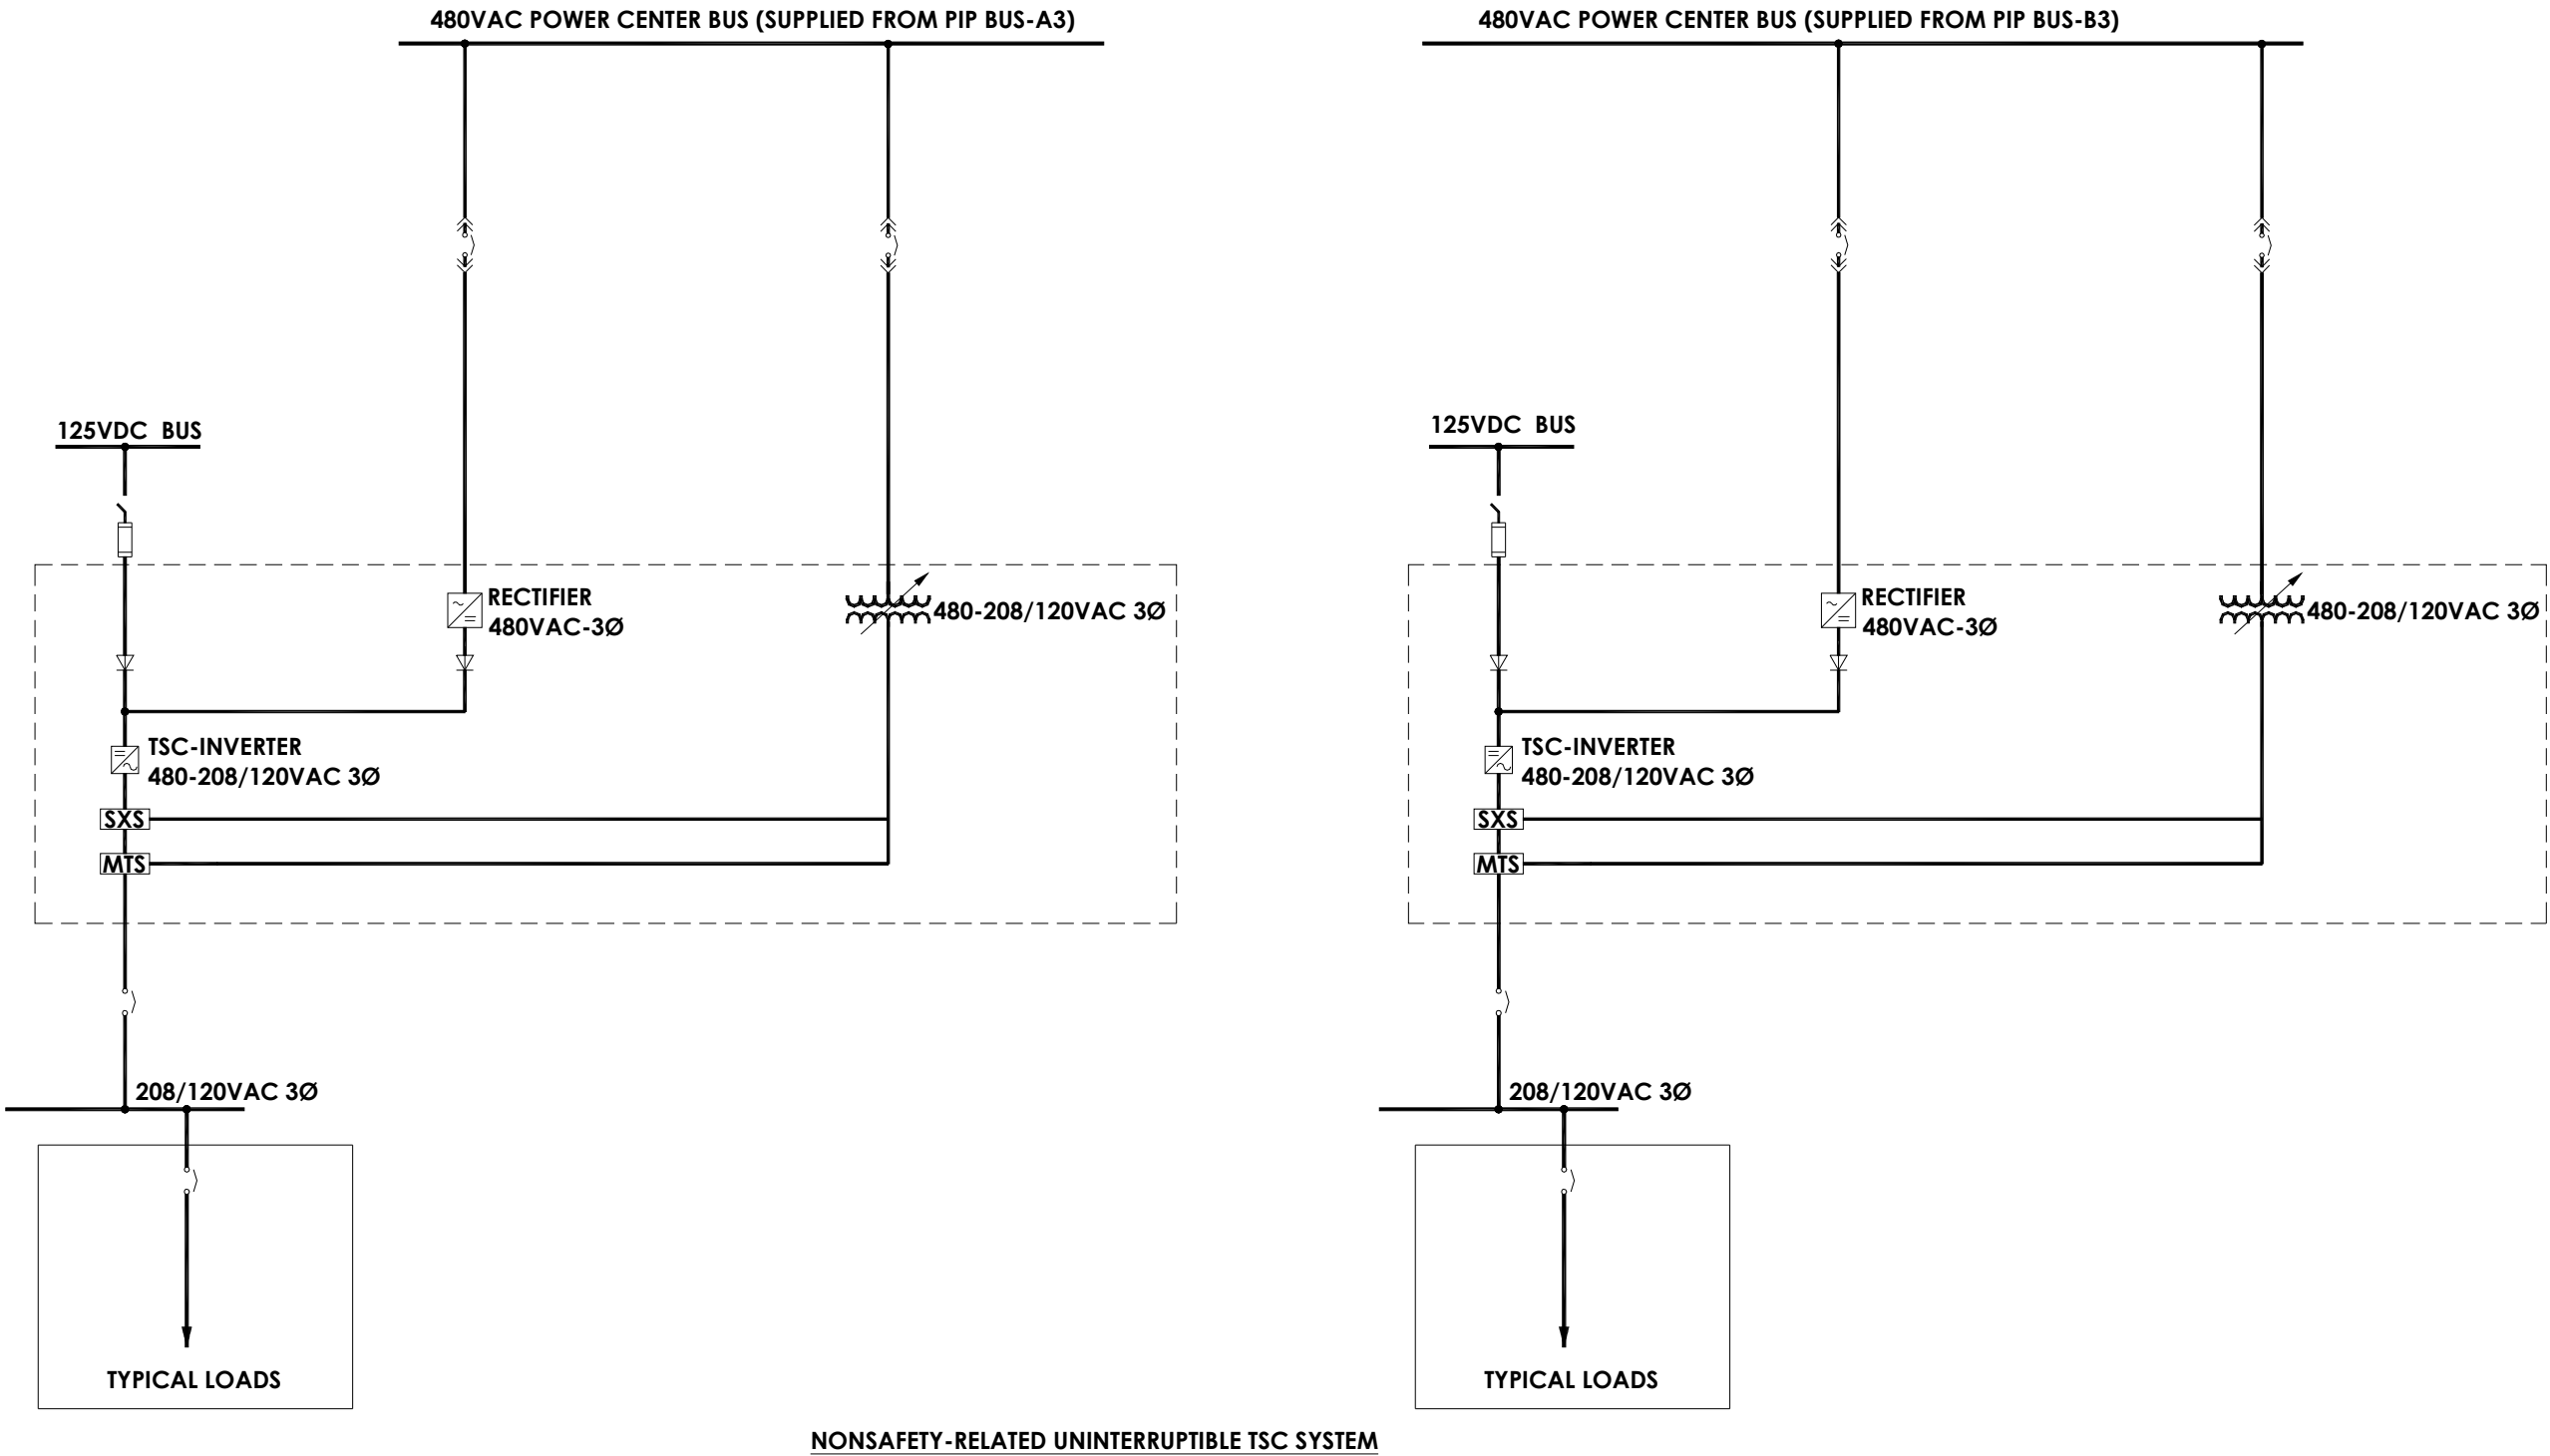 480VAC POWER CENTER BUS (SUPPLIED FROM PIP BUS-A3)
125VDC BUS
RECTIFIER
480VAC-3Ø
480-208/120VAC 3Ø
TSC-INVERTER
480-208/120VAC 3Ø
SXS
MTS
208/120VAC 3Ø
TYPICAL LOADS
480VAC POWER CENTER BUS (SUPPLIED FROM PIP BUS-B3)
125VDC BUS
RECTIFIER
480VAC-3Ø
480-208/120VAC 3Ø
TSC-INVERTER
480-208/120VAC 3Ø
SXS
MTS
208/120VAC 3Ø
TYPICAL LOADS
NONSAFETY-RELATED UNINTERRUPTIBLE TSC SYSTEM